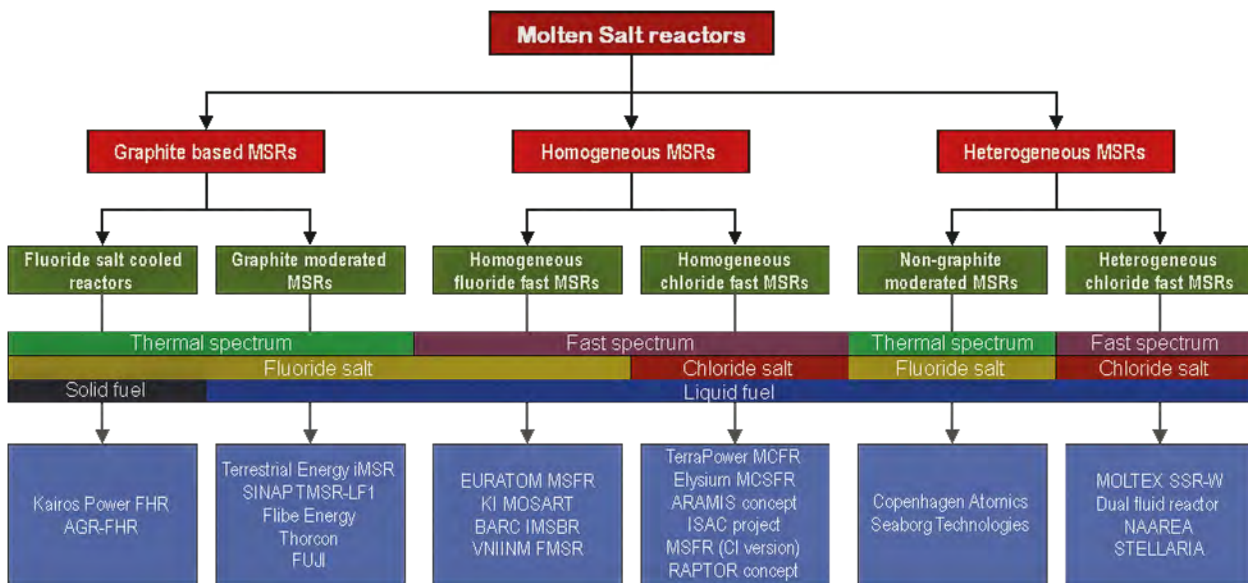 Molten Salt reactors
Graphite based MSRs
Homogeneous MSRs
Heterogeneous MSRs
Fluoride salt cooled
reactors
Graphite moderated
MSRs
Homogeneous
fluoride fast MSRs
Homogeneous
chloride fast MSRs
Non-graphite
moderated MSRs
Heterogeneous
chloride fast MSRs
Thermal spectrum
Fast spectrum
Thermal spectrum
Fast spectrum
Fluoride salt
Chloride salt
Fluoride salt
Chloride salt
Solid fuel
Liquid fuel
Kairos Power FHR
AGR-FHR
Terrestrial Energy iMSR
SINAP TMSR-LF1
Flibe Energy
Thorcon
FUJI
EURATOM MSFR
KI MOSART
BARC IMSBR
VNIINM FMSR
TerraPower MCFR
Elysium MCSFR
ARAMIS concept
ISAC project
MSFR (Cl version)
RAPTOR concept
Copenhagen Atomics
Seaborg Technologies
MOLTEX SSR-W
Dual fluid reactor
NAAREA
STELLARIA